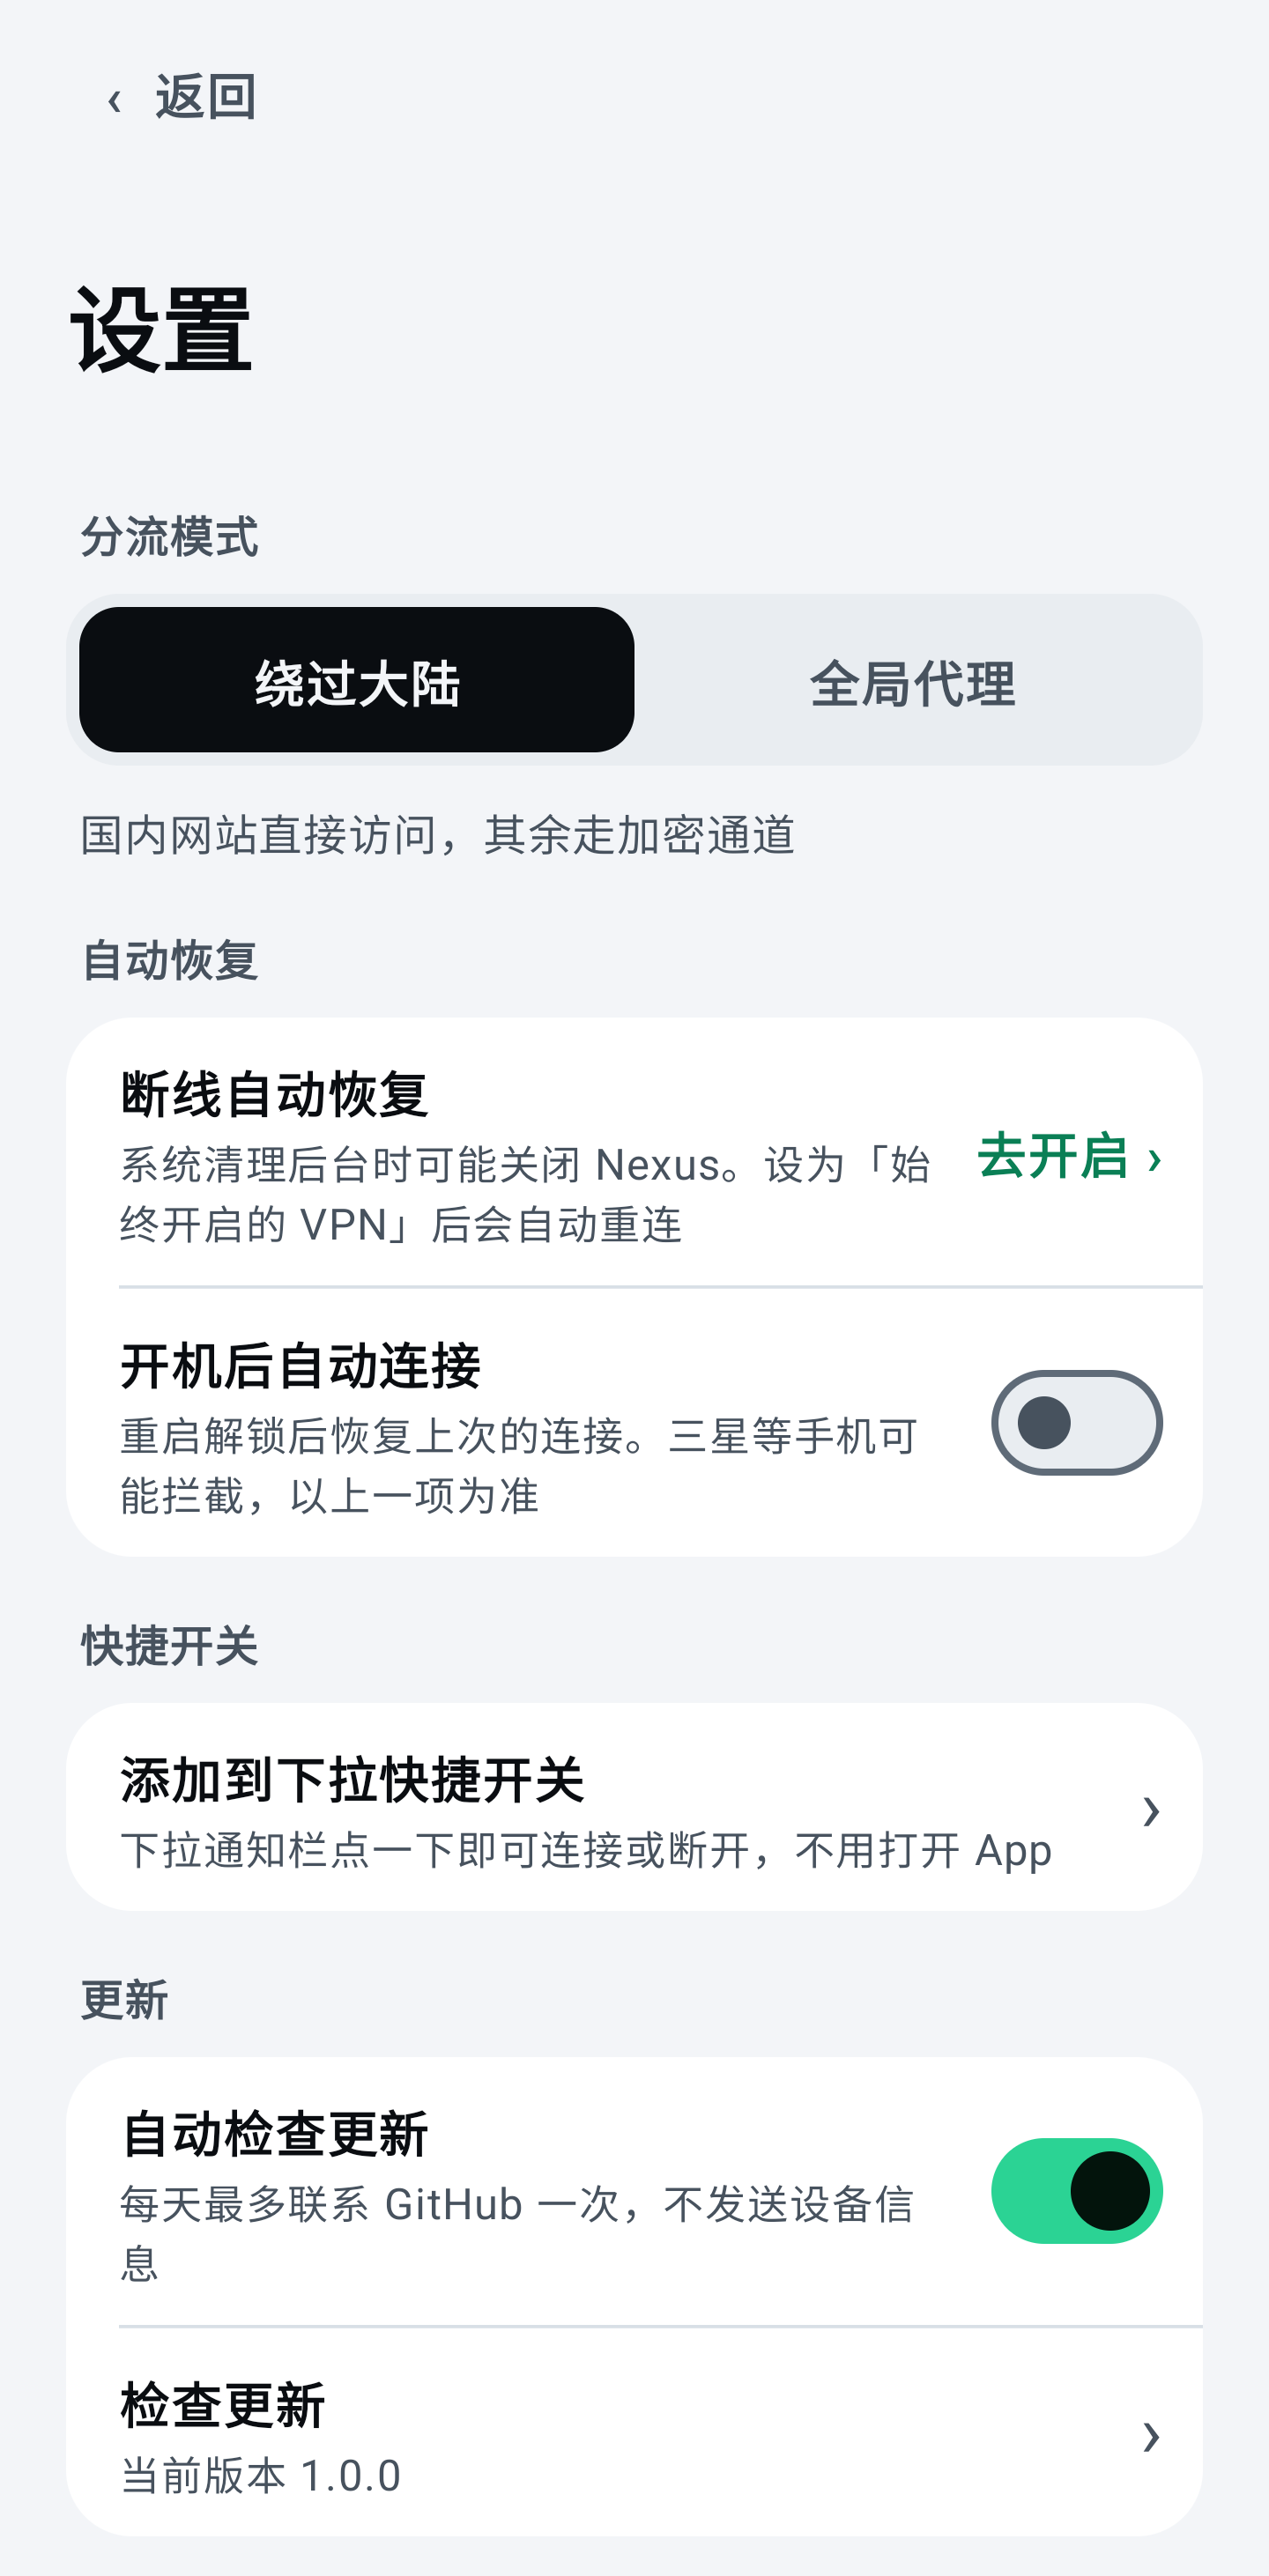 ‹ 返回
设置
分流模式
绕过大陆
全局代理
国内网站直接访问，其余走加密通道
自动恢复
断线自动恢复
系统清理后台时可能关闭 Nexus。设为「始
终开启的 VPN」后会自动重连
去开启 ›
开机后自动连接
重启解锁后恢复上次的连接。三星等手机可
能拦截，以上一项为准
快捷开关
添加到下拉快捷开关
下拉通知栏点一下即可连接或断开，不用打开 App
›
更新
自动检查更新
每天最多联系 GitHub 一次，不发送设备信
息
检查更新
当前版本 1.0.0
›